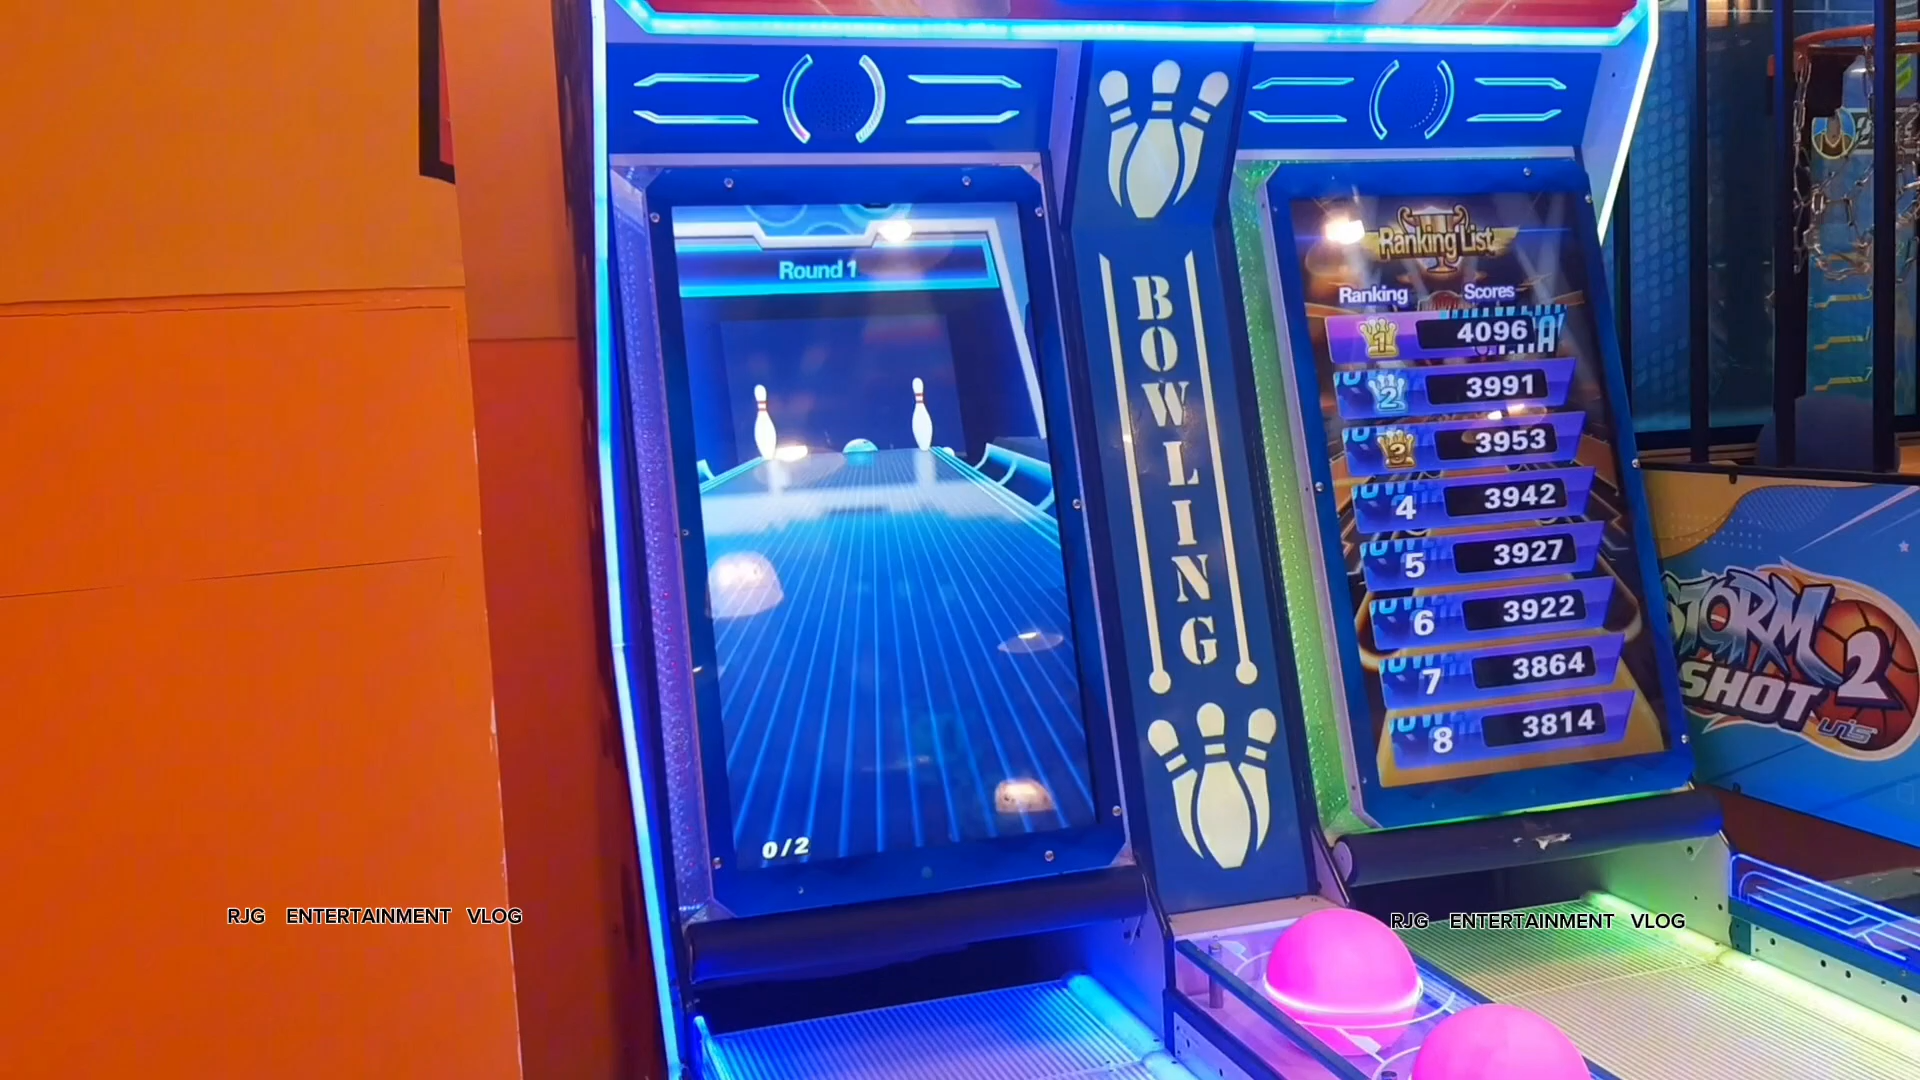 Round 1
0/2
BOWLING
Ranking List
Ranking Scores
1 4096
2 3991
3 3953
4 3942
5 3927
6 3922
7 3864
8 3814
STORM
SHOT 2
UNIS
RJG ENTERTAINMENT VLOG
RJG ENTERTAINMENT VLOG